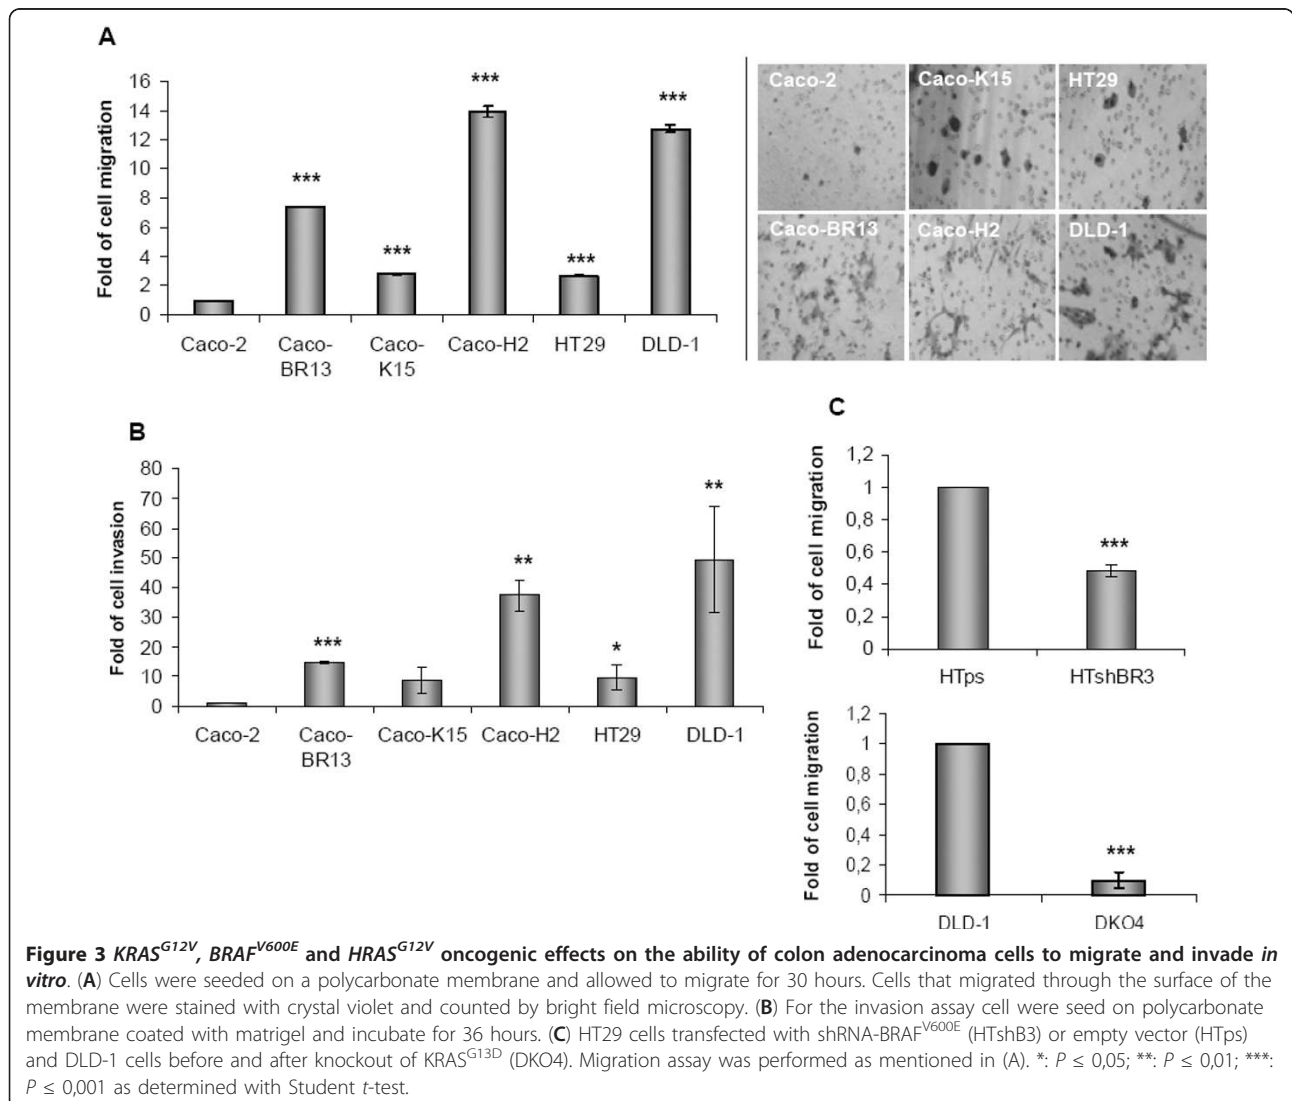 A
Fold of cell migration
16
14
12
10
8
6
4
2
0
***
***
***
***
***
Caco-2
Caco-BR13
Caco-K15
Caco-H2
HT29
DLD-1
Caco-2
Caco-K15
HT29
Caco-BR13
Caco-H2
DLD-1
B
Fold of cell invasion
80
70
60
50
40
30
20
10
0
***
**
*
**
Caco-2
Caco-BR13
Caco-K15
Caco-H2
HT29
DLD-1
C
Fold of cell migration
1,2
1
0,8
0,6
0,4
0,2
0
***
HTps
HTshBR3
Fold of cell migration
1,2
1
0,8
0,6
0,4
0,2
0
***
DLD-1
DKO4
Figure 3 KRAS^G12V, BRAF^V600E and HRAS^G12V oncogenic effects on the ability of colon adenocarcinoma cells to migrate and invade in
vitro. (A) Cells were seeded on a polycarbonate membrane and allowed to migrate for 30 hours. Cells that migrated through the surface of the
membrane were stained with crystal violet and counted by bright field microscopy. (B) For the invasion assay cell were seed on polycarbonate
membrane coated with matrigel and incubate for 36 hours. (C) HT29 cells transfected with shRNA-BRAF^V600E (HTshB3) or empty vector (HTps)
and DLD-1 cells before and after knockout of KRAS^G13D (DKO4). Migration assay was performed as mentioned in (A). *: P ≤ 0,05; **: P ≤ 0,01; ***:
P ≤ 0,001 as determined with Student t-test.